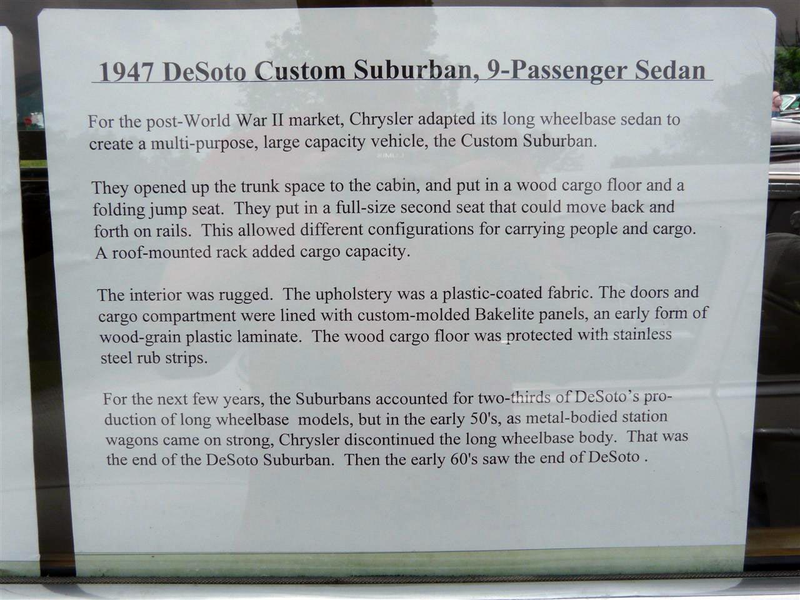 1947 DeSoto Custom Suburban, 9-Passenger Sedan
For the post-World War II market, Chrysler adapted its long wheelbase sedan to
create a multi-purpose, large capacity vehicle, the Custom Suburban.
They opened up the trunk space to the cabin, and put in a wood cargo floor and a
folding jump seat. They put in a full-size second seat that could move back and
forth on rails. This allowed different configurations for carrying people and cargo.
A roof-mounted rack added cargo capacity.
The interior was rugged. The upholstery was a plastic-coated fabric. The doors and
cargo compartment were lined with custom-molded Bakelite panels, an early form of
wood-grain plastic laminate. The wood cargo floor was protected with stainless
steel rub strips.
For the next few years, the Suburbans accounted for two-thirds of DeSoto's pro-
duction of long wheelbase models, but in the early 50's, as metal-bodied station
wagons came on strong, Chrysler discontinued the long wheelbase body. That was
the end of the DeSoto Suburban. Then the early 60's saw the end of DeSoto .